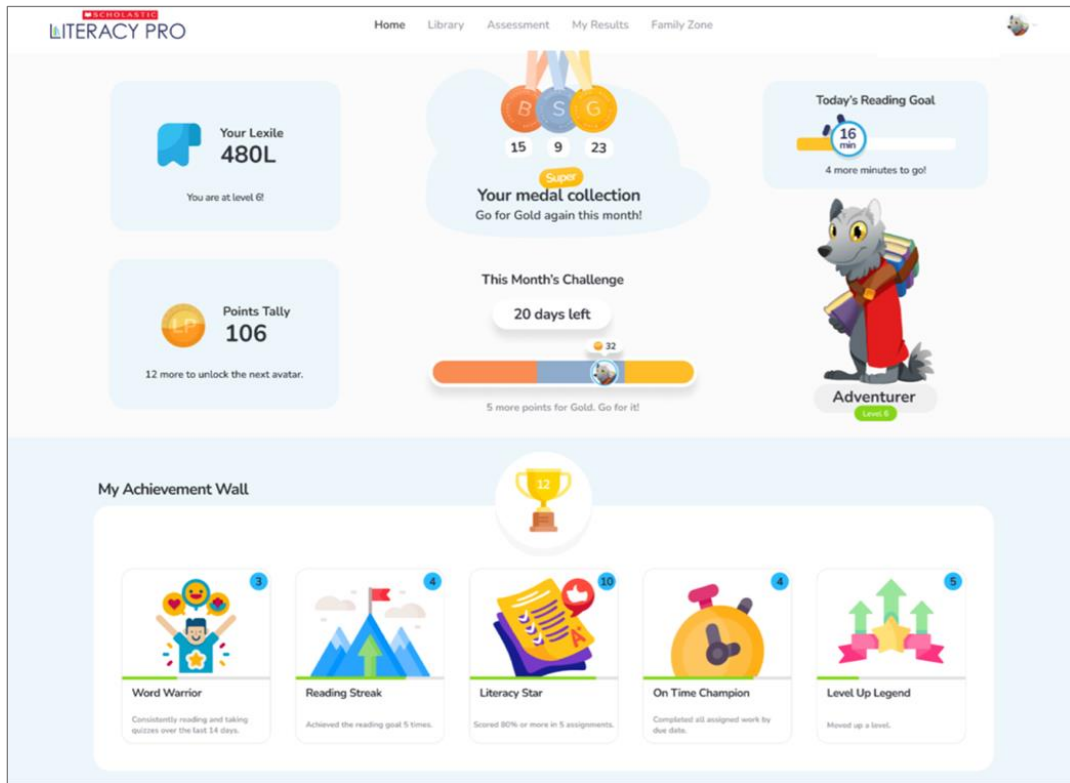 SCHOLASTIC
LITERACY PRO
Home Library Assessment My Results Family Zone
Your Lexile
480L
You are at level 6!
B S G
15 9 23
Super
Your medal collection
Go for Gold again this month!
Today's Reading Goal
16
min
4 more minutes to go!
LP
Points Tally
106
12 more to unlock the next avatar.
This Month's Challenge
20 days left
32
5 more points for Gold. Go for it!
Adventurer
Level 6
My Achievement Wall
12
3
Word Warrior
Consistently reading and taking
quizzes over the last 14 days.
4
Reading Streak
Achieved the reading goal 5 times.
10
A+
Literacy Star
Scored 80% or more in 5 assignments.
4
On Time Champion
Completed all assigned work by
due date.
5
Level Up Legend
Moved up a level.